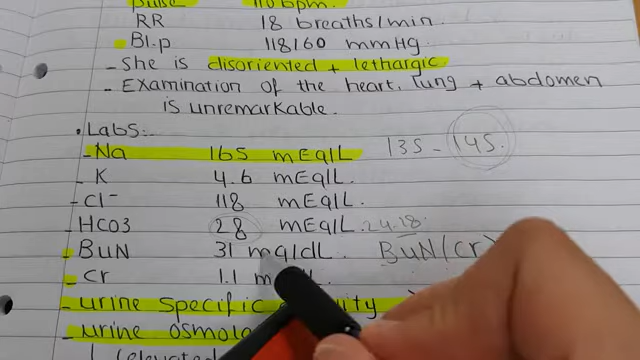 Pulse 110 bpm.
RR 18 breaths/min.
Bl.p 118/60 mmHg.
- She is disoriented + lethargic
- Examination of the heart, lung + abdomen
is unremarkable.
• Labs:-
- Na 165 mEq/L 135 - 145.
- K 4.6 mEq/L.
- Cl- 118 mEq/L.
- HCO3 28 mEq/L 24-28.
- BUN 31 mg/dL. BUN/(Cr)
- Cr 1.1
- urine specific
- urine
(elevated